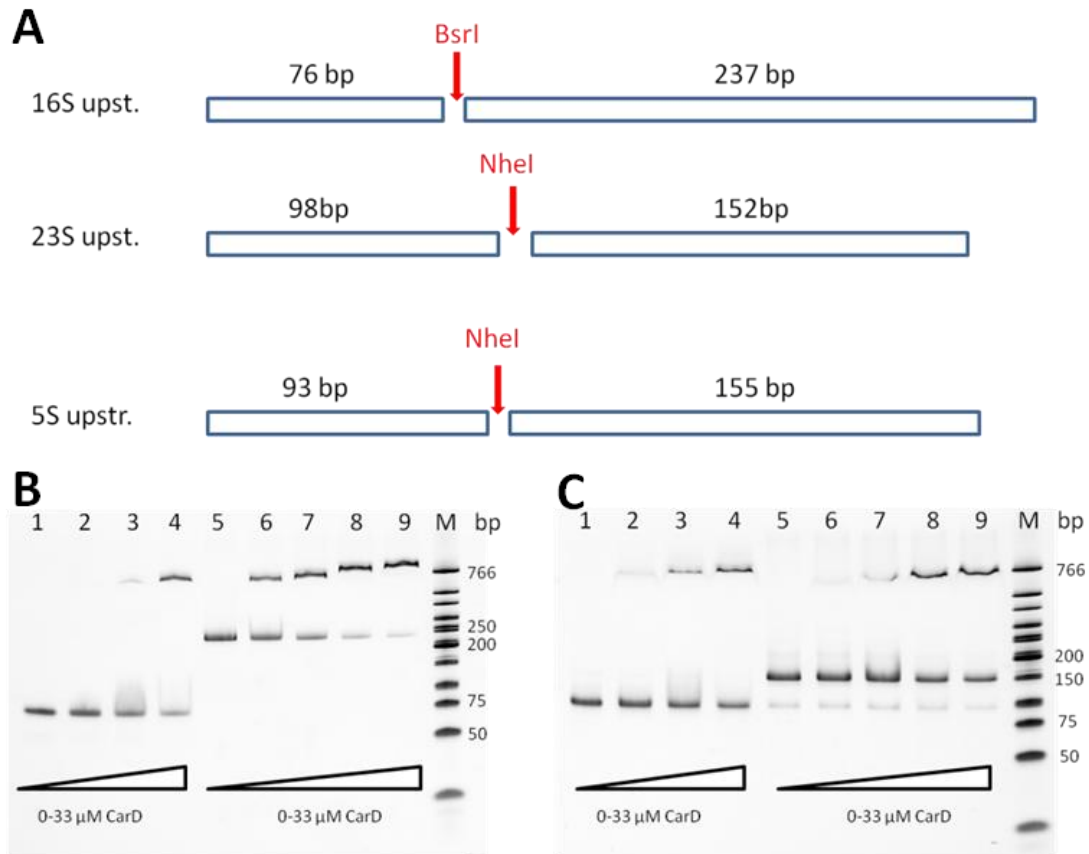 A
BsrI
76 bp
237 bp
16S upst.
NheI
98bp
152bp
23S upst.
NheI
93 bp
155 bp
5S upstr.
B
1 2 3 4 5 6 7 8 9 M bp
766
250
200
75
50
0-33 µM CarD
0-33 µM CarD
C
1 2 3 4 5 6 7 8 9 M bp
766
200
150
75
50
0-33 µM CarD
0-33 µM CarD